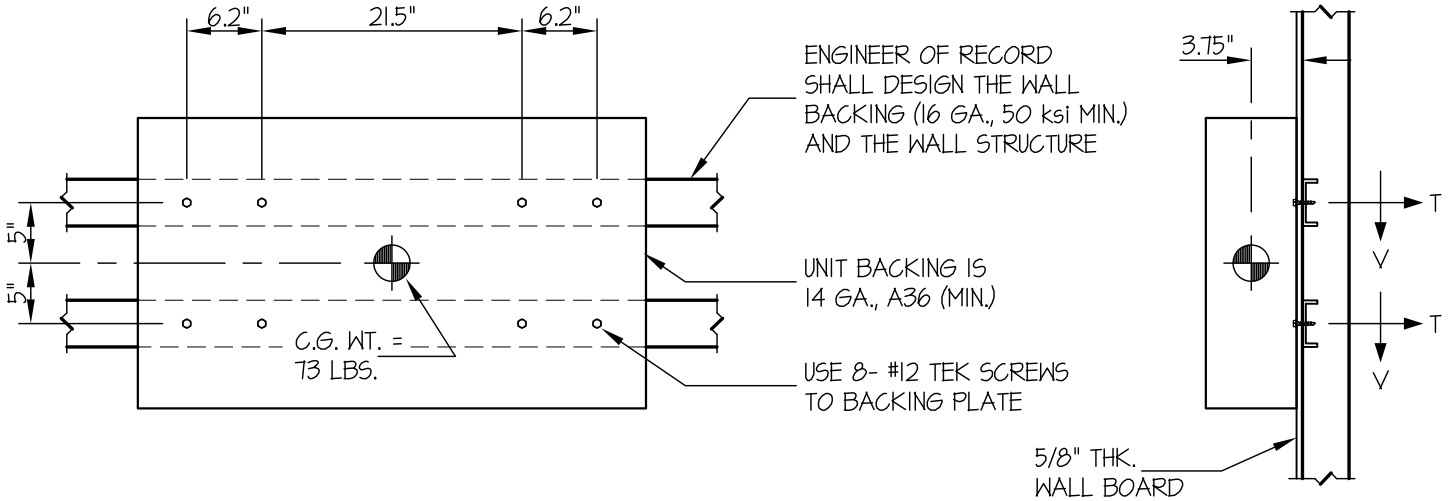 6.2"
21.5"
6.2"
5"
5"
C.G. WT. =
73 LBS.
ENGINEER OF RECORD
SHALL DESIGN THE WALL
BACKING (16 GA., 50 ksi MIN.)
AND THE WALL STRUCTURE
UNIT BACKING IS
14 GA., A36 (MIN.)
USE 8- #12 TEK SCREWS
TO BACKING PLATE
3.75"
T
V
T
V
5/8" THK.
WALL BOARD